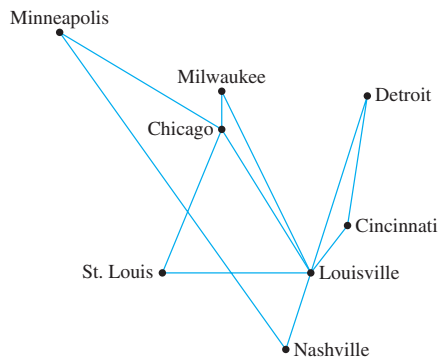 Minneapolis
Milwaukee
Detroit
Chicago
Cincinnati
St. Louis
Louisville
Nashville